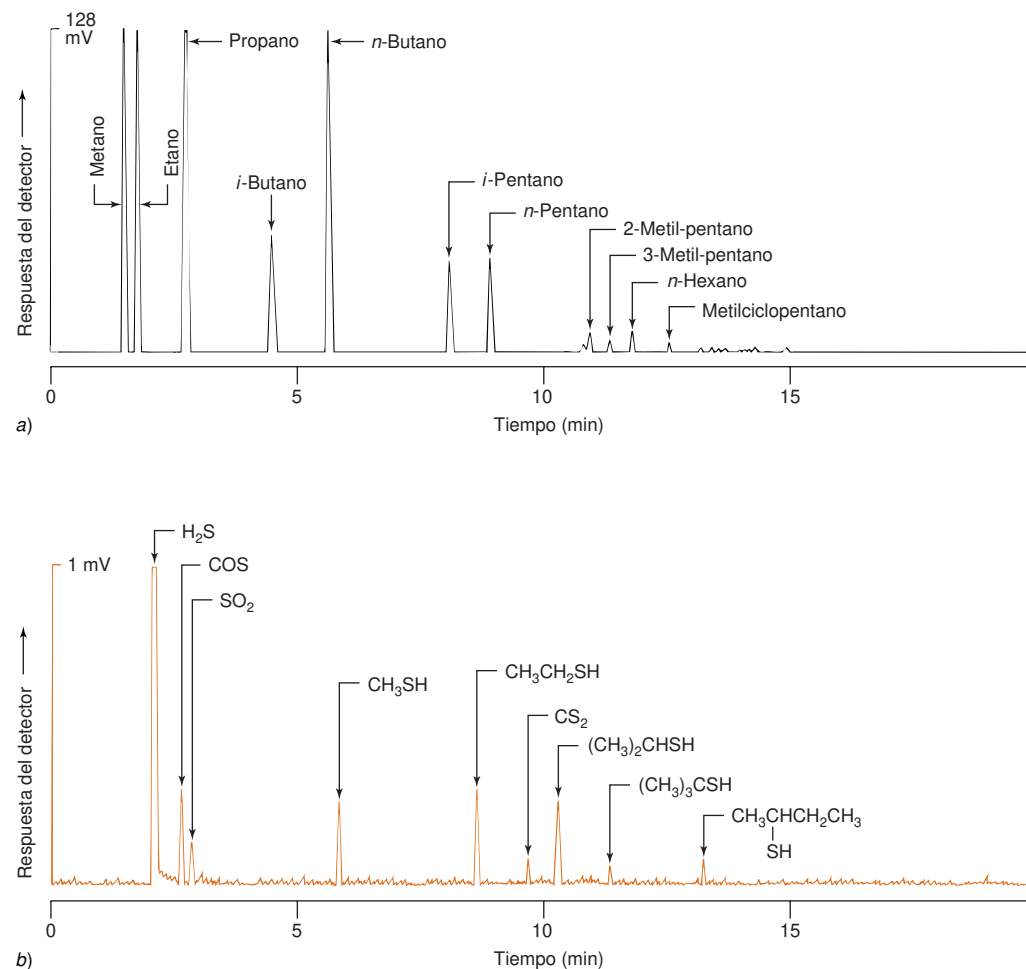 128
mV
Propano
n-Butano
Respuesta del detector
Metano
Etano
i-Butano
i-Pentano
n-Pentano
2-Metil-pentano
3-Metil-pentano
n-Hexano
Metilciclopentano
0 5 10 15
a) Tiempo (min)
H₂S
1 mV
COS
SO₂
Respuesta del detector
CH₃SH
CH₃CH₂SH
CS₂
(CH₃)₂CHSH
(CH₃)₃CSH
CH₃CHCH₂CH₃
SH
0 5 10 15
b) Tiempo (min)